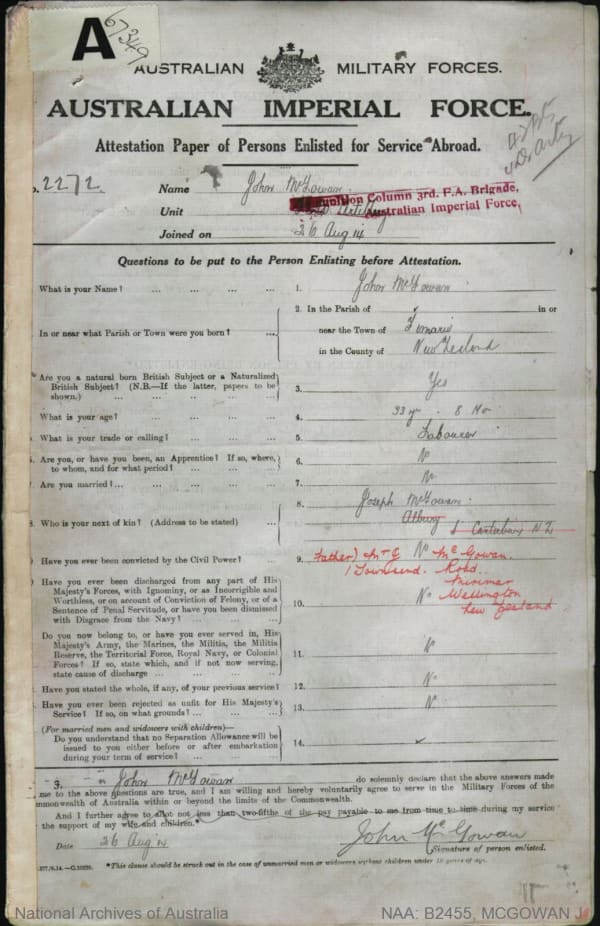 A
67349
AUSTRALIAN MILITARY FORCES.
AUSTRALIAN IMPERIAL FORCE.
Attestation Paper of Persons Enlisted for Service Abroad.
o. 2272. Name John McGowan.
Unit Artillery
Column 3rd. F.A. Brigade,
Australian Imperial Force.
Joined on 26 Aug 14
Questions to be put to the Person Enlisting before Attestation.
What is your Name? ... ... ... ... 1. John McGowan
In or near what Parish or Town were you born? ... 2. In the Parish of in or
near the Town of Timaru
in the County of New Zealand
Are you a natural born British Subject or a Naturalized
British Subject? (N.B.—If the latter, papers to be
shown.) 3. Yes
What is your age? 4. 33 yr. 8 Mo
What is your trade or calling? ... ... ... 5. Labourer
Are you, or have you been, an Apprentice? If so, where,
to whom, and for what period? ... ... 6. No
Are you married? ... ... ... ... 7. No
8. Who is your next of kin? (Address to be stated) ... 8. Joseph McGowan
Albury
S Canterbury N.Z
Have you ever been convicted by the Civil Power? ... 9. No
(Father) Mr J McGowan.
1 Townsend Road.
Miramar
Wellington
New Zealand
Have you ever been discharged from any part of His
Majesty's Forces, with Ignominy, or as Incorrigible and
Worthless, or on account of Conviction of Felony, or of a
Sentence of Penal Servitude, or have you been dismissed
with Disgrace from the Navy? ... ... 10. No
Do you now belong to, or have you ever served in, His
Majesty's Army, the Marines, the Militia, the Militia
Reserve, the Territorial Force, Royal Navy, or Colonial
Forces? If so, state which, and if not now serving,
state cause of discharge ... ... ... 11. No
Have you stated the whole, if any, of your previous service? 12. No
Have you ever been rejected as unfit for His Majesty's
Service? If so, on what grounds? ... ... ... 13. No
(For married men and widowers with children)—
Do you understand that no Separation Allowance will be
issued to you either before or after embarkation
during your term of service? ... ... 14.
John McGowan do solemnly declare that the above answers made
me to the above questions are true, and I am willing and hereby voluntarily agree to serve in the Military Forces of the
mmonwealth of Australia within or beyond the limits of the Commonwealth.
And I further agree to allot not less than two-fifths of the pay payable to me from time to time during my service
the support of my wife and children.*
Date 26 Aug 14
John McGowan
Signature of person enlisted.
*This clause should be struck out in the case of unmarried men or widowers without children under 18 years of age.
National Archives of Australia
NAA: B2455, MCGOWAN J